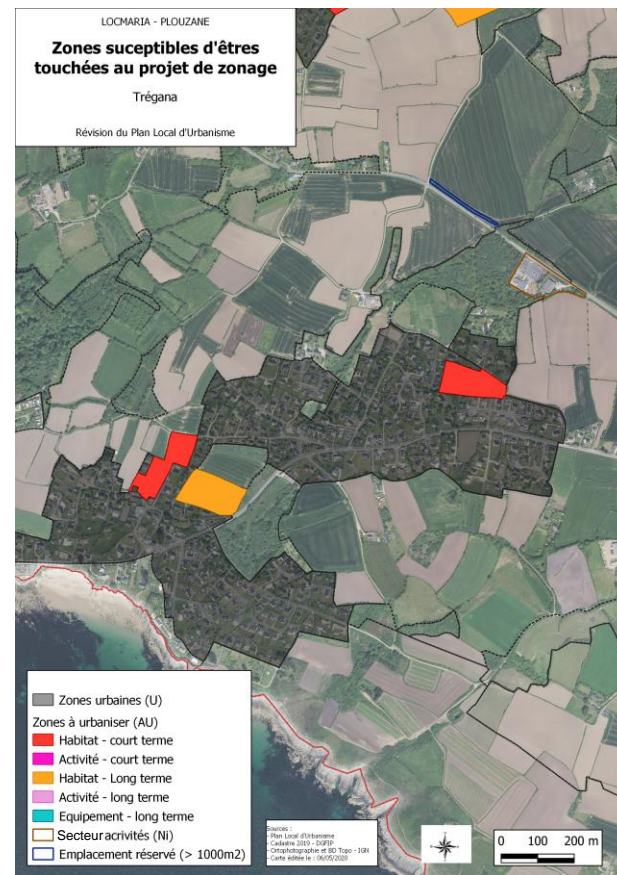 LOCMARIA - PLOUZANE
Zones suceptibles d'êtres
touchées au projet de zonage
Trégana
Révision du Plan Local d'Urbanisme
Zones urbaines (U)
Zones à urbaniser (AU)
Habitat - court terme
Activité - court terme
Habitat - Long terme
Activité - long terme
Equipement - long terme
Secteur acrivités (Ni)
Emplacement réservé (> 1000m2)
Sources :
- Plan Local d'Urbanisme
- Cadastre 2019 - DGFIP
- Ortophotographie et BD Topo - IGN
- Carte éditée le : 06/05/2020
0 100 200 m